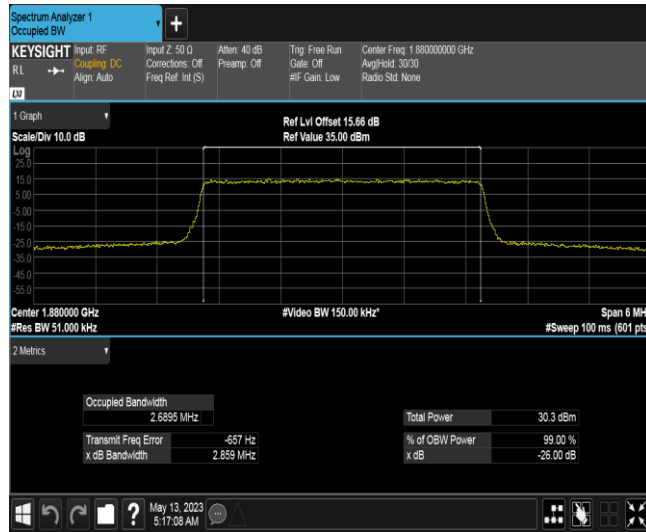 Spectrum Analyzer 1
Occupied BW
KEYSIGHT Input: RF Input Z: 50 Ω Atten: 40 dB Trig: Free Run Center Freq: 1.880000000 GHz
RL Coupling: DC Corrections: Off Preamp: Off Gate: Off Avg|Hold: 30/30
Align: Auto Freq Ref: Int (S) #IF Gain: Low Radio Std: None
LXI
1 Graph
Ref Lvl Offset 15.66 dB
Scale/Div 10.0 dB Ref Value 35.00 dBm
Log
25.0
15.0
5.00
-5.00
-15.0
-25.0
-35.0
-45.0
-55.0
Center 1.880000 GHz #Video BW 150.00 kHz* Span 6 MH
#Res BW 51.000 kHz #Sweep 100 ms (601 pts
2 Metrics
Occupied Bandwidth
2.6895 MHz Total Power 30.3 dBm
Transmit Freq Error -657 Hz % of OBW Power 99.00 %
x dB Bandwidth 2.859 MHz x dB -26.00 dB
? May 13, 2023
5:17:08 AM